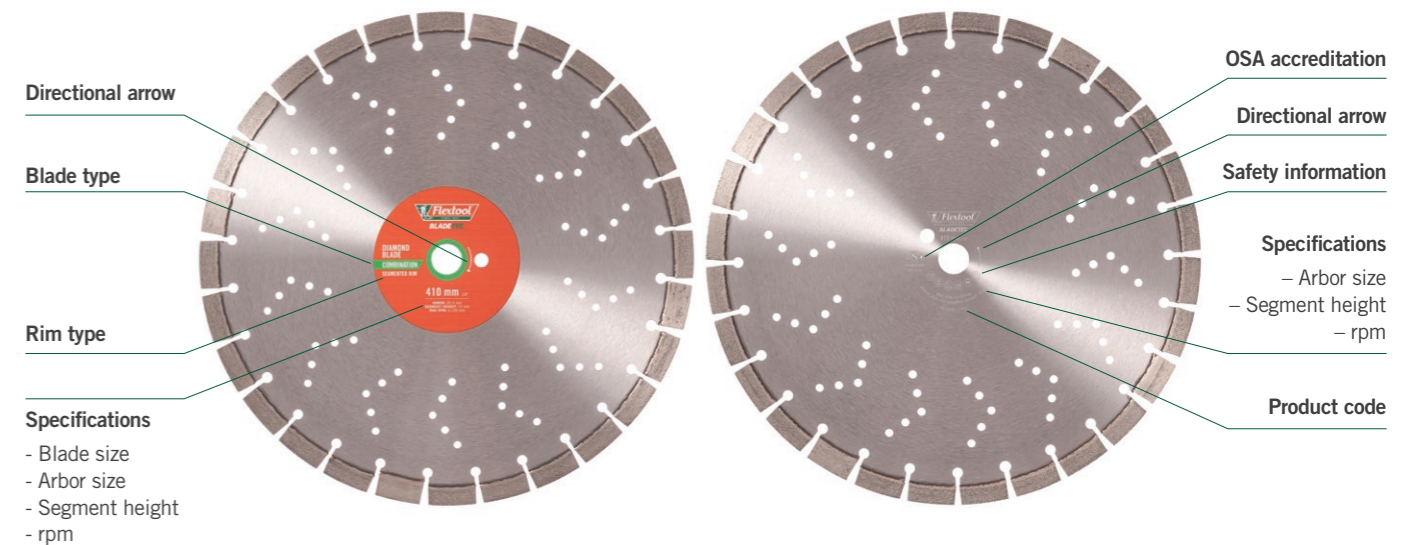 Directional arrow
Blade type
Rim type
Specifications
- Blade size
- Arbor size
- Segment height
- rpm
Flextool
BLADETEC
DIAMOND
BLADE
COMBINATION
SEGMENTED RIM
410 mm
Flextool
OSA accreditation
Directional arrow
Safety information
Specifications
– Arbor size
– Segment height
– rpm
Product code